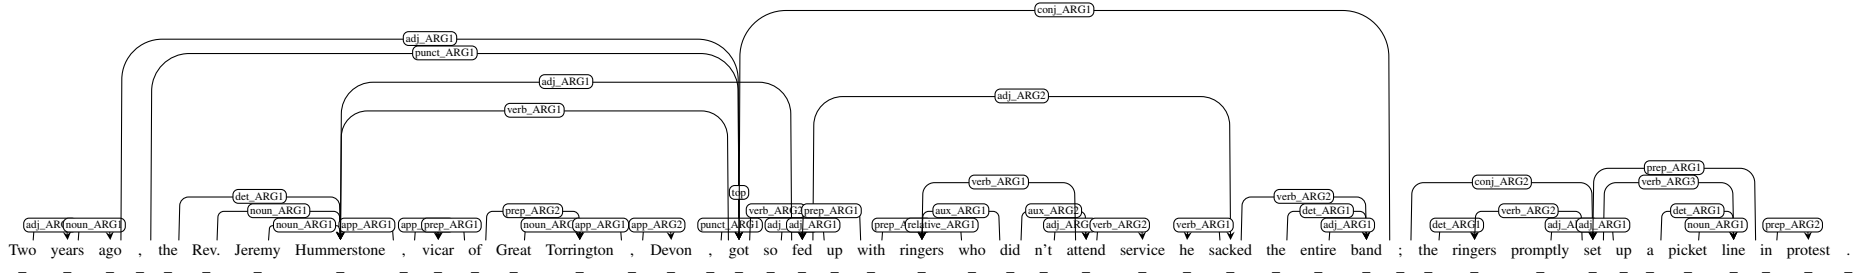 conj_ARG1
adj_ARG1
punct_ARG1
adj_ARG1
adj_ARG2
verb_ARG1
prep_ARG1
verb_ARG1 conj_ARG2 verb_ARG3
top
det_ARG1 prep_ARG2 verb_ARG2
noun_ARG1 prep_ARG2 verb_ARG2 prep_ARG1 aux_ARG1 aux_ARG2 det_ARG1 verb_ARG2 det_ARG1
noun_ARG1 noun_ARG1 app_ARG1 prep_ARG1 app_ARG1 app_ARG2 punct_ARG1 adj_ARG1 relative_ARG1 verb_ARG2 verb_ARG1 adj_ARG1 det_ARG1 adj_ARG1 noun_ARG1 prep_ARG2
Two years ago , the Rev. Jeremy Hummerstone , vicar of Great Torrington , Devon , got so fed up with ringers who did n't attend service he sacked the entire band ; the ringers promptly set up a picket line in protest .
_ _ _ _ _ _ _ _ _ _ _ _ _ _ _ _ _ _ _ _ _ _ _ _ _ _ _ _ _ _ _ _ _ _ _ _ _ _ _ _ _ _ _ _